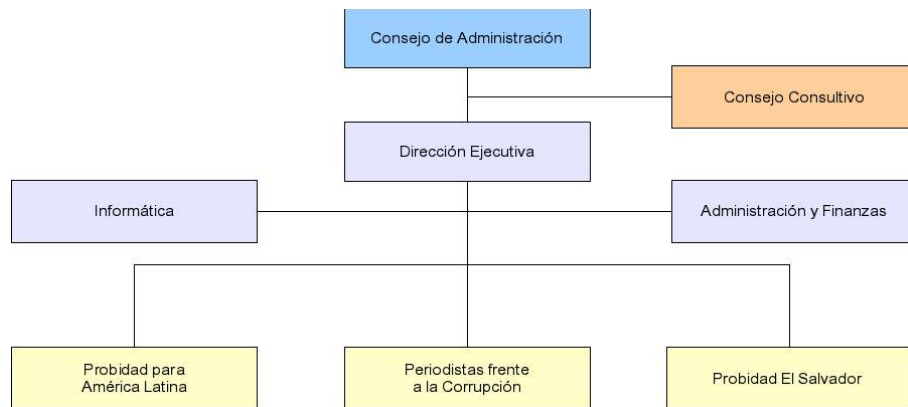 Consejo de Administración
Consejo Consultivo
Dirección Ejecutiva
Informática
Administración y Finanzas
Probidad para
América Latina
Periodistas frente
a la Corrupción
Probidad El Salvador